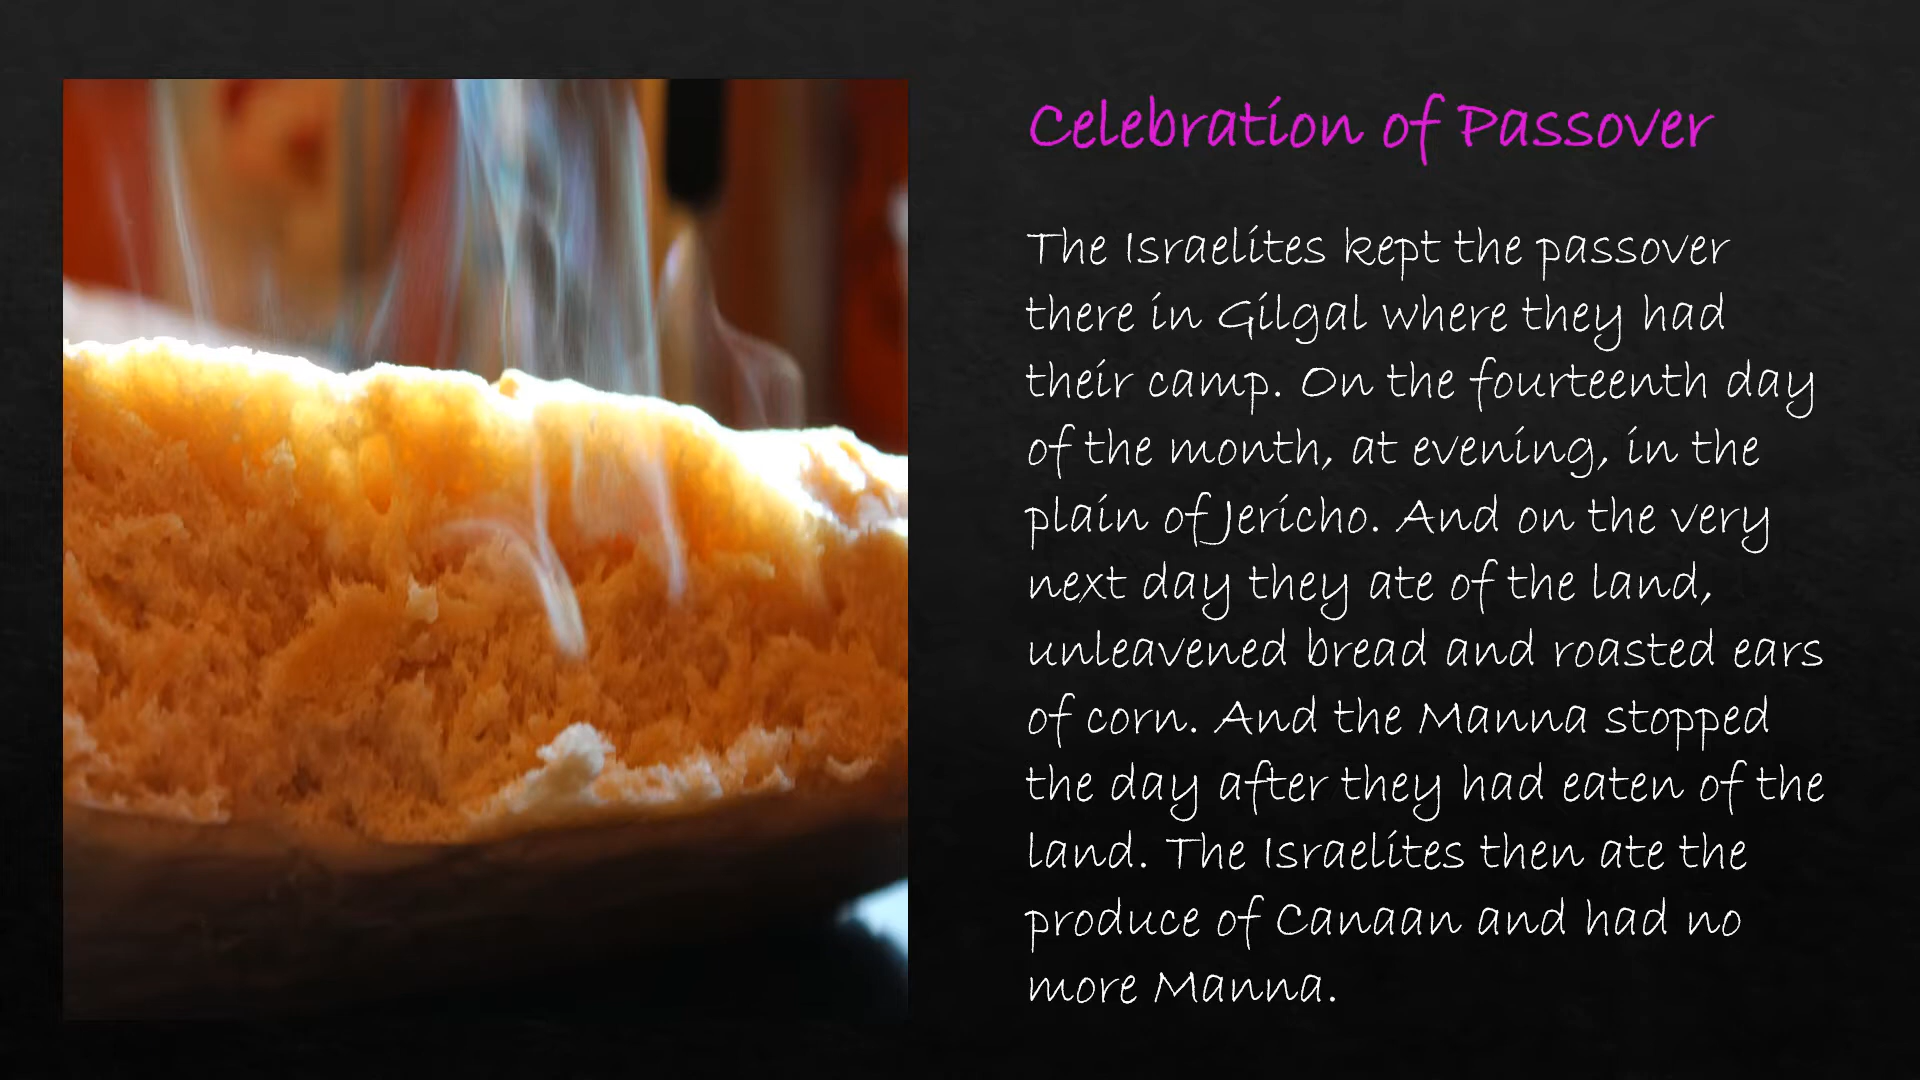 Celebration of Passover
The Israelites kept the passover
there in Gilgal where they had
their camp. On the fourteenth day
of the month, at evening, in the
plain of Jericho. And on the very
next day they ate of the land,
unleavened bread and roasted ears
of corn. And the Manna stopped
the day after they had eaten of the
land. The Israelites then ate the
produce of Canaan and had no
more Manna.